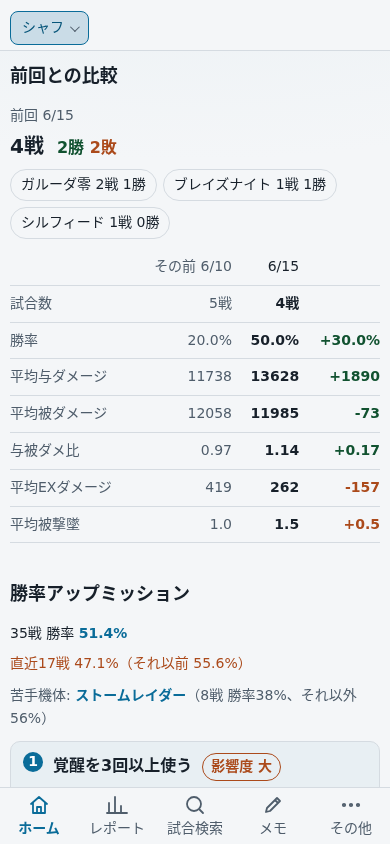 シャフ
前回との比較
前回 6/15
4戦 2勝 2敗
ガルーダ零 2戦 1勝 ブレイズナイト 1戦 1勝
シルフィード 1戦 0勝
その前 6/10 6/15
試合数 5戦 4戦
勝率 20.0% 50.0% +30.0%
平均与ダメージ 11738 13628 +1890
平均被ダメージ 12058 11985 -73
与被ダメ比 0.97 1.14 +0.17
平均EXダメージ 419 262 -157
平均被撃墜 1.0 1.5 +0.5
勝率アップミッション
35戦 勝率 51.4%
直近17戦 47.1%（それ以前 55.6%）
苦手機体: ストームレイダー（8戦 勝率38%、それ以外
56%）
1 覚醒を3回以上使う 影響度 大
ホーム レポート 試合検索 メモ その他